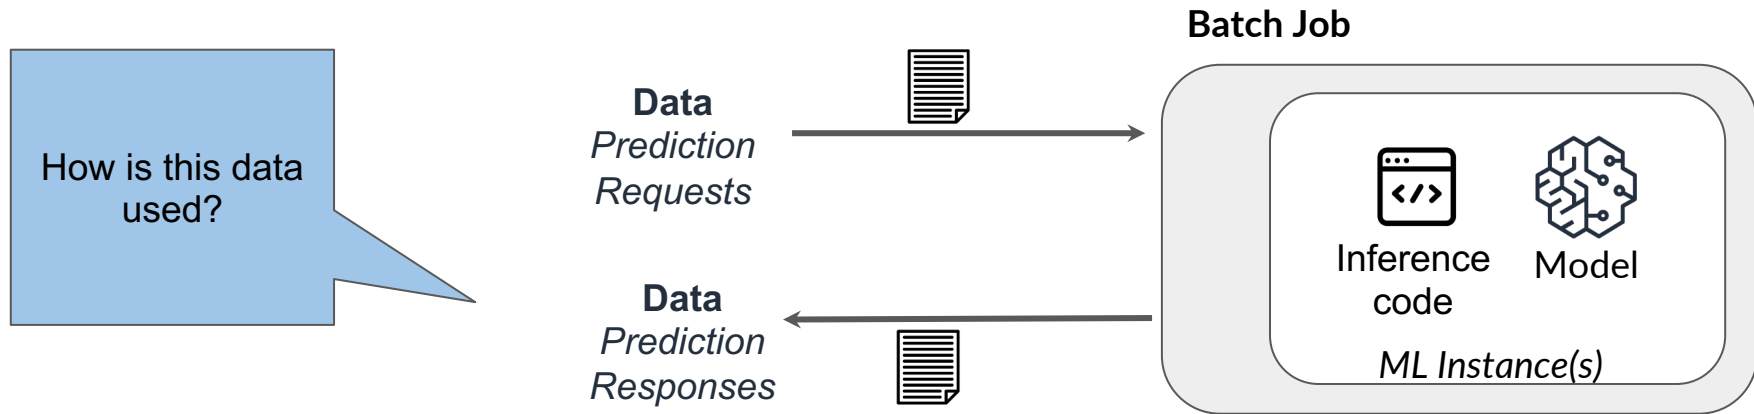 Batch Job
How is this data
used?
Data
Prediction
Requests
Data
Prediction
Responses
</>
Inference
code
Model
ML Instance(s)